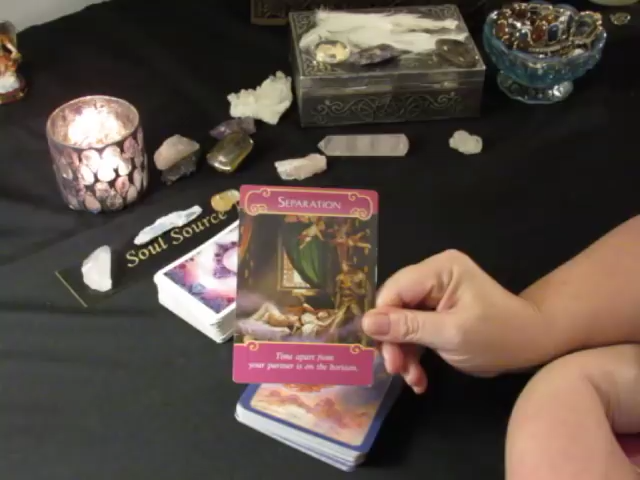 SEPARATION
Time apart from
your partner is on the horizon.
Soul Source